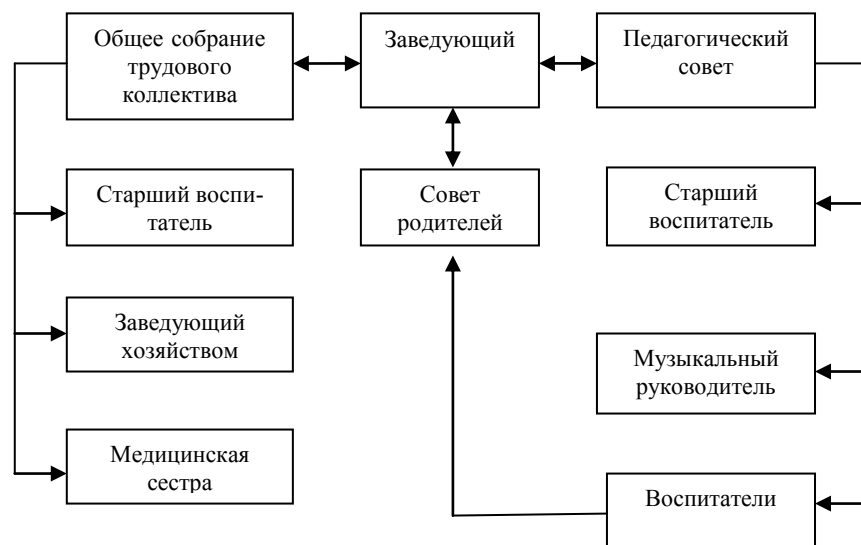 Общее собрание
трудового
коллектива
Заведующий
Педагогический
совет
Старший воспи-
татель
Совет
родителей
Старший
воспитатель
Заведующий
хозяйством
Музыкальный
руководитель
Медицинская
сестра
Воспитатели